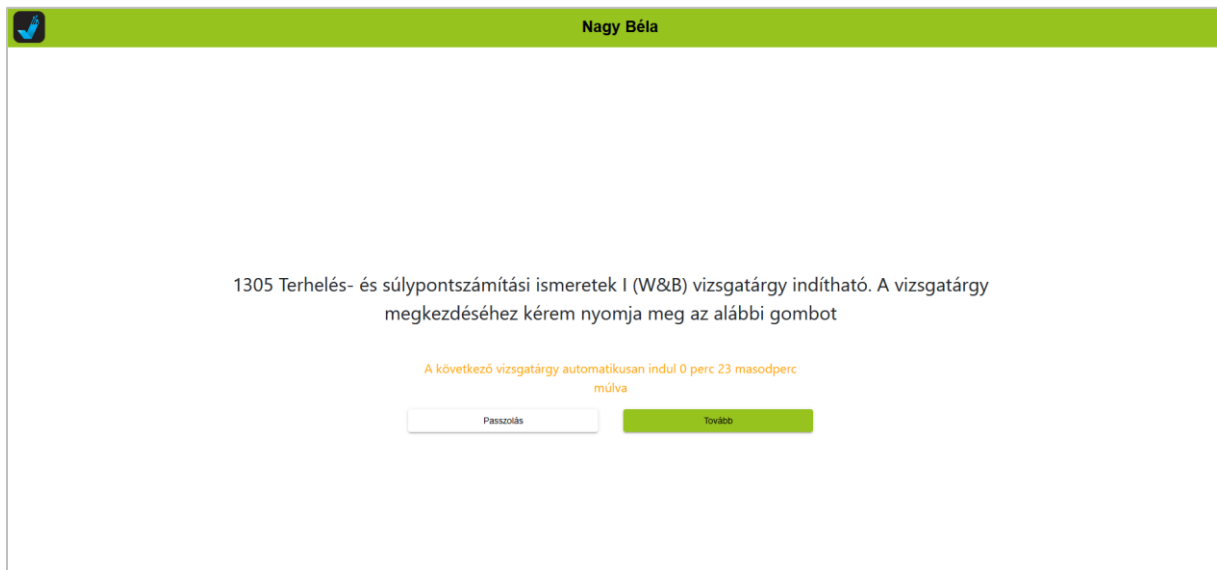 Nagy Béla
1305 Terhelés- és súlypontszámítási ismeretek I (W&B) vizsgatárgy indítható. A vizsgatárgy
megkezdéséhez kérem nyomja meg az alábbi gombot
A következő vizsgatárgy automatikusan indul 0 perc 23 masodperc
múlva
Passzolás
Tovább